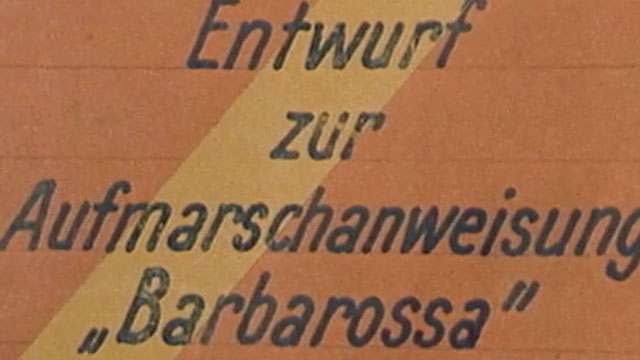 Entwurf
zur
Aufmarschanweisung
„Barbarossa"